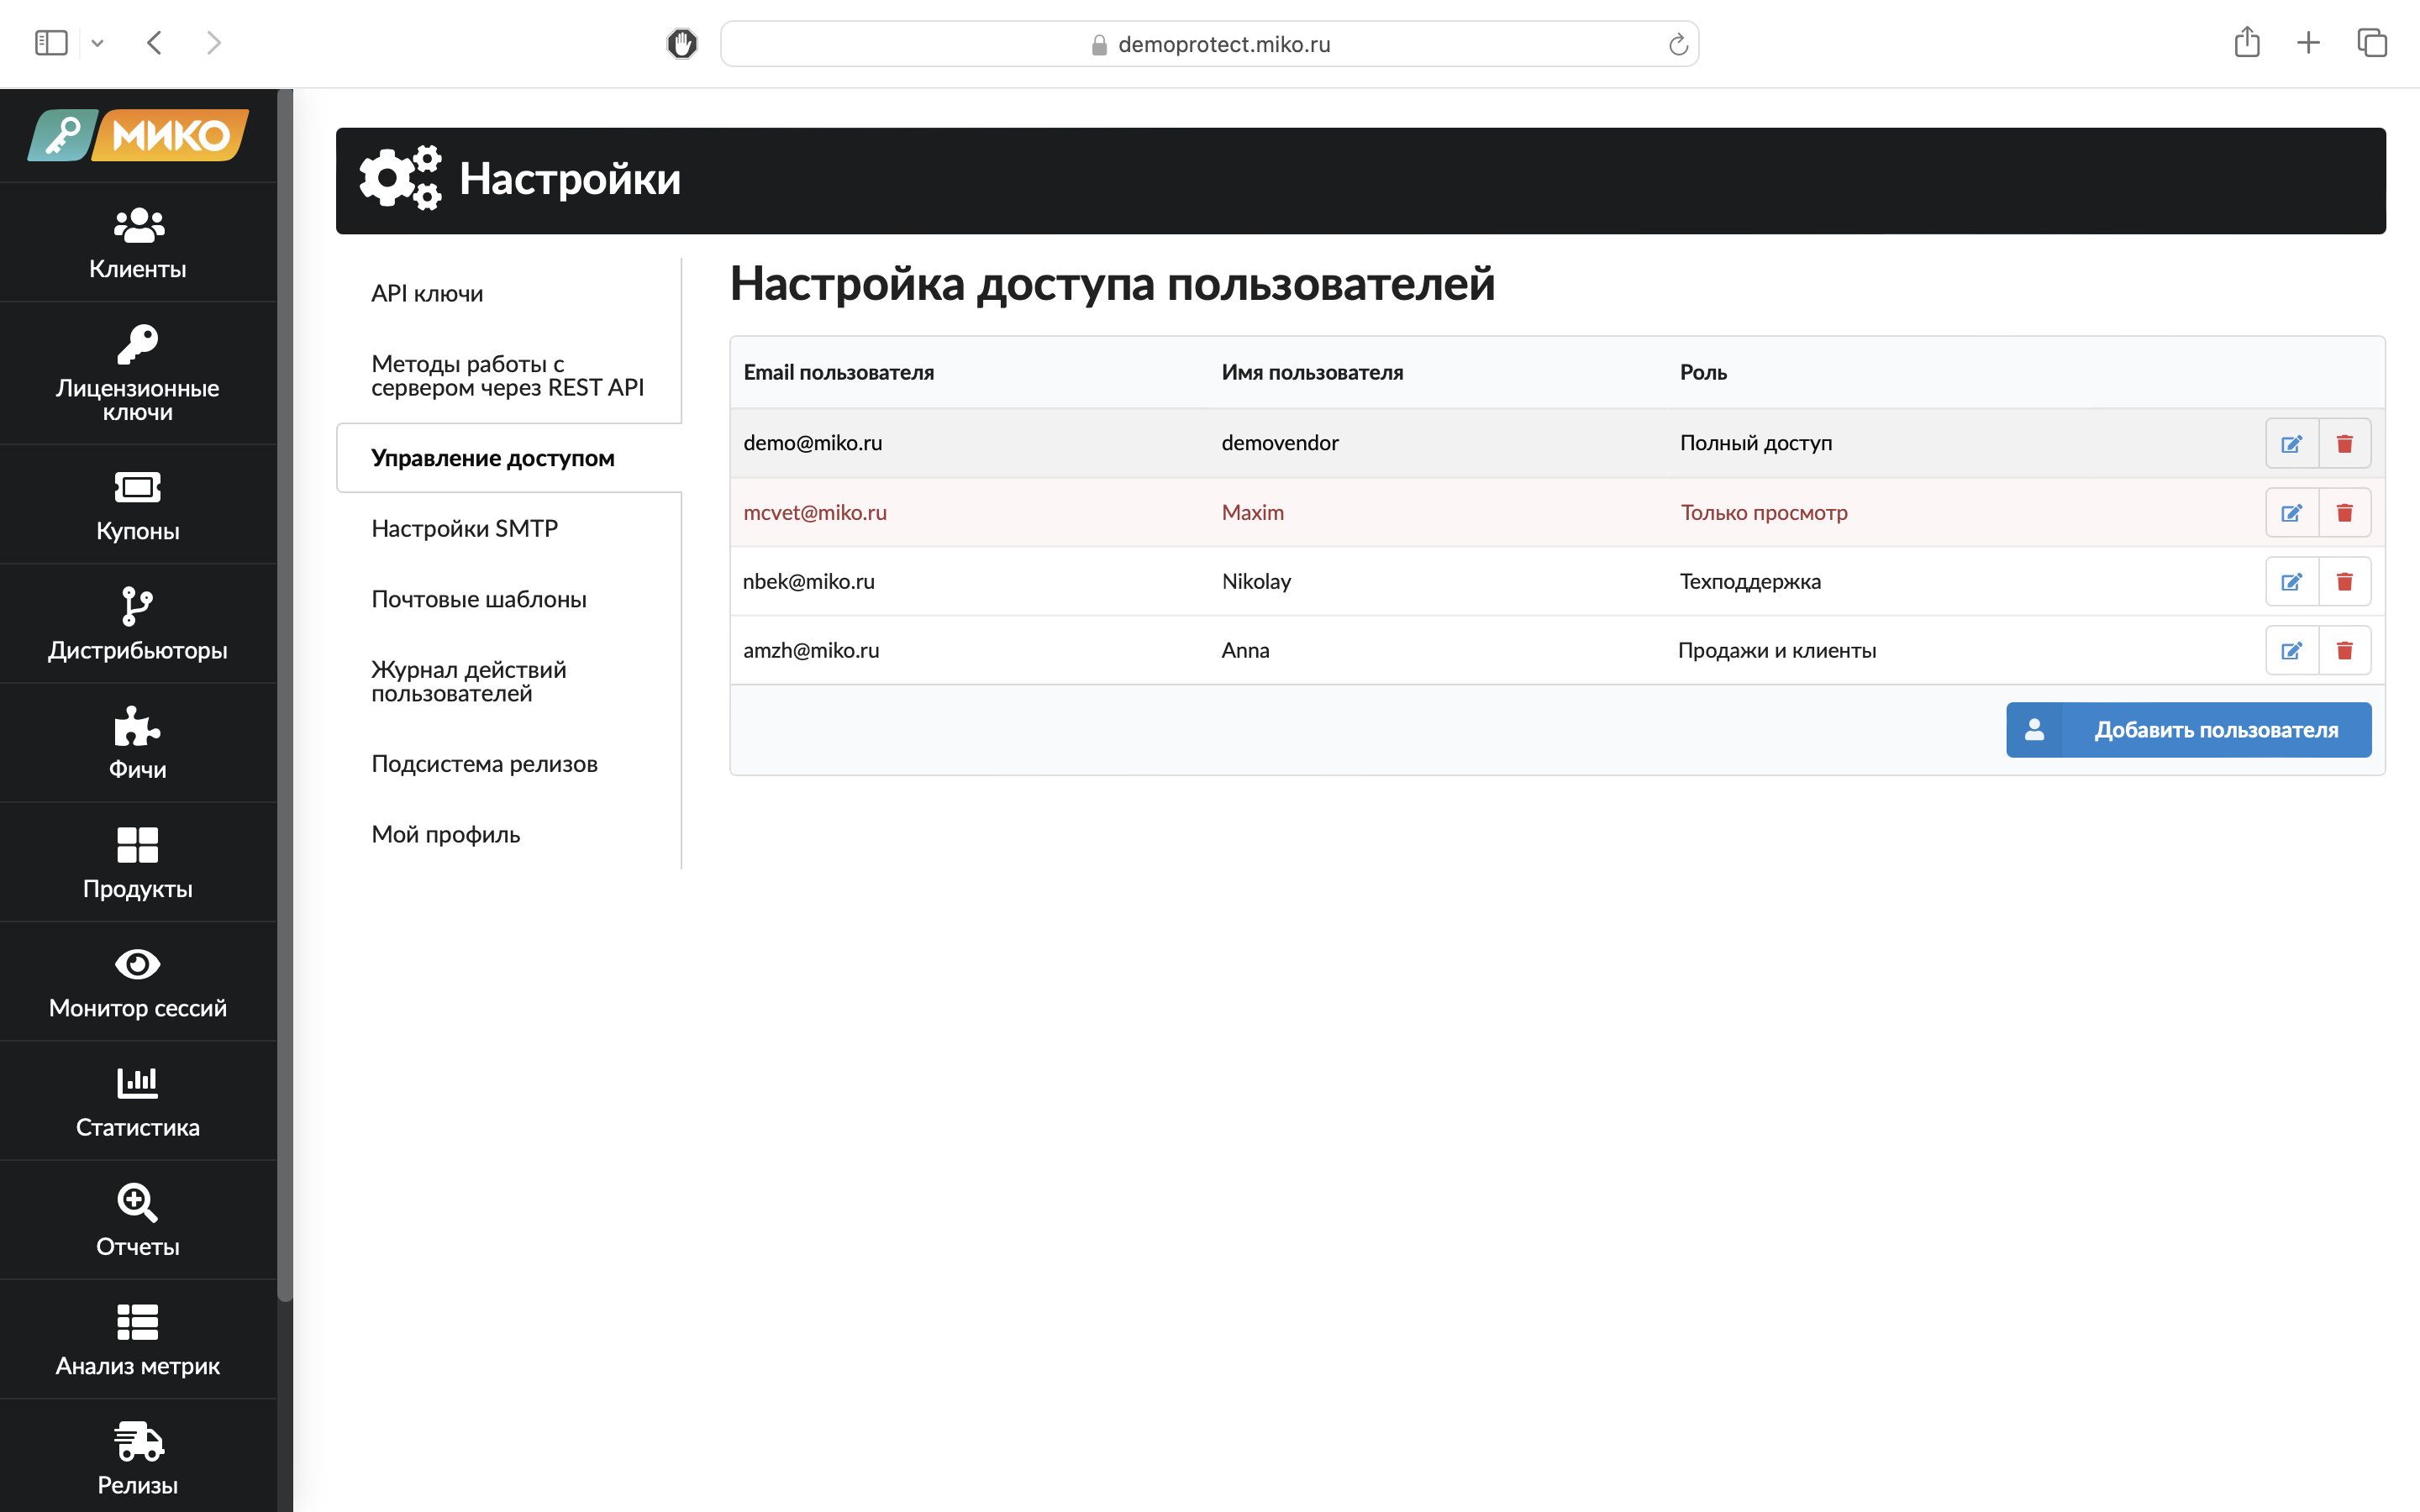 demoprotect.miko.ru
МИКО
Клиенты
Лицензионные
ключи
Купоны
Дистрибьюторы
Фичи
Продукты
Монитор сессий
Статистика
Отчеты
Анализ метрик
Релизы
Настройки
API ключи
Методы работы с
сервером через REST API
Управление доступом
Настройки SMTP
Почтовые шаблоны
Журнал действий
пользователей
Подсистема релизов
Мой профиль
Настройка доступа пользователей
Email пользователя Имя пользователя Роль
demo@miko.ru demovendor Полный доступ
mcvet@miko.ru Maxim Только просмотр
nbek@miko.ru Nikolay Техподдержка
amzh@miko.ru Anna Продажи и клиенты
Добавить пользователя